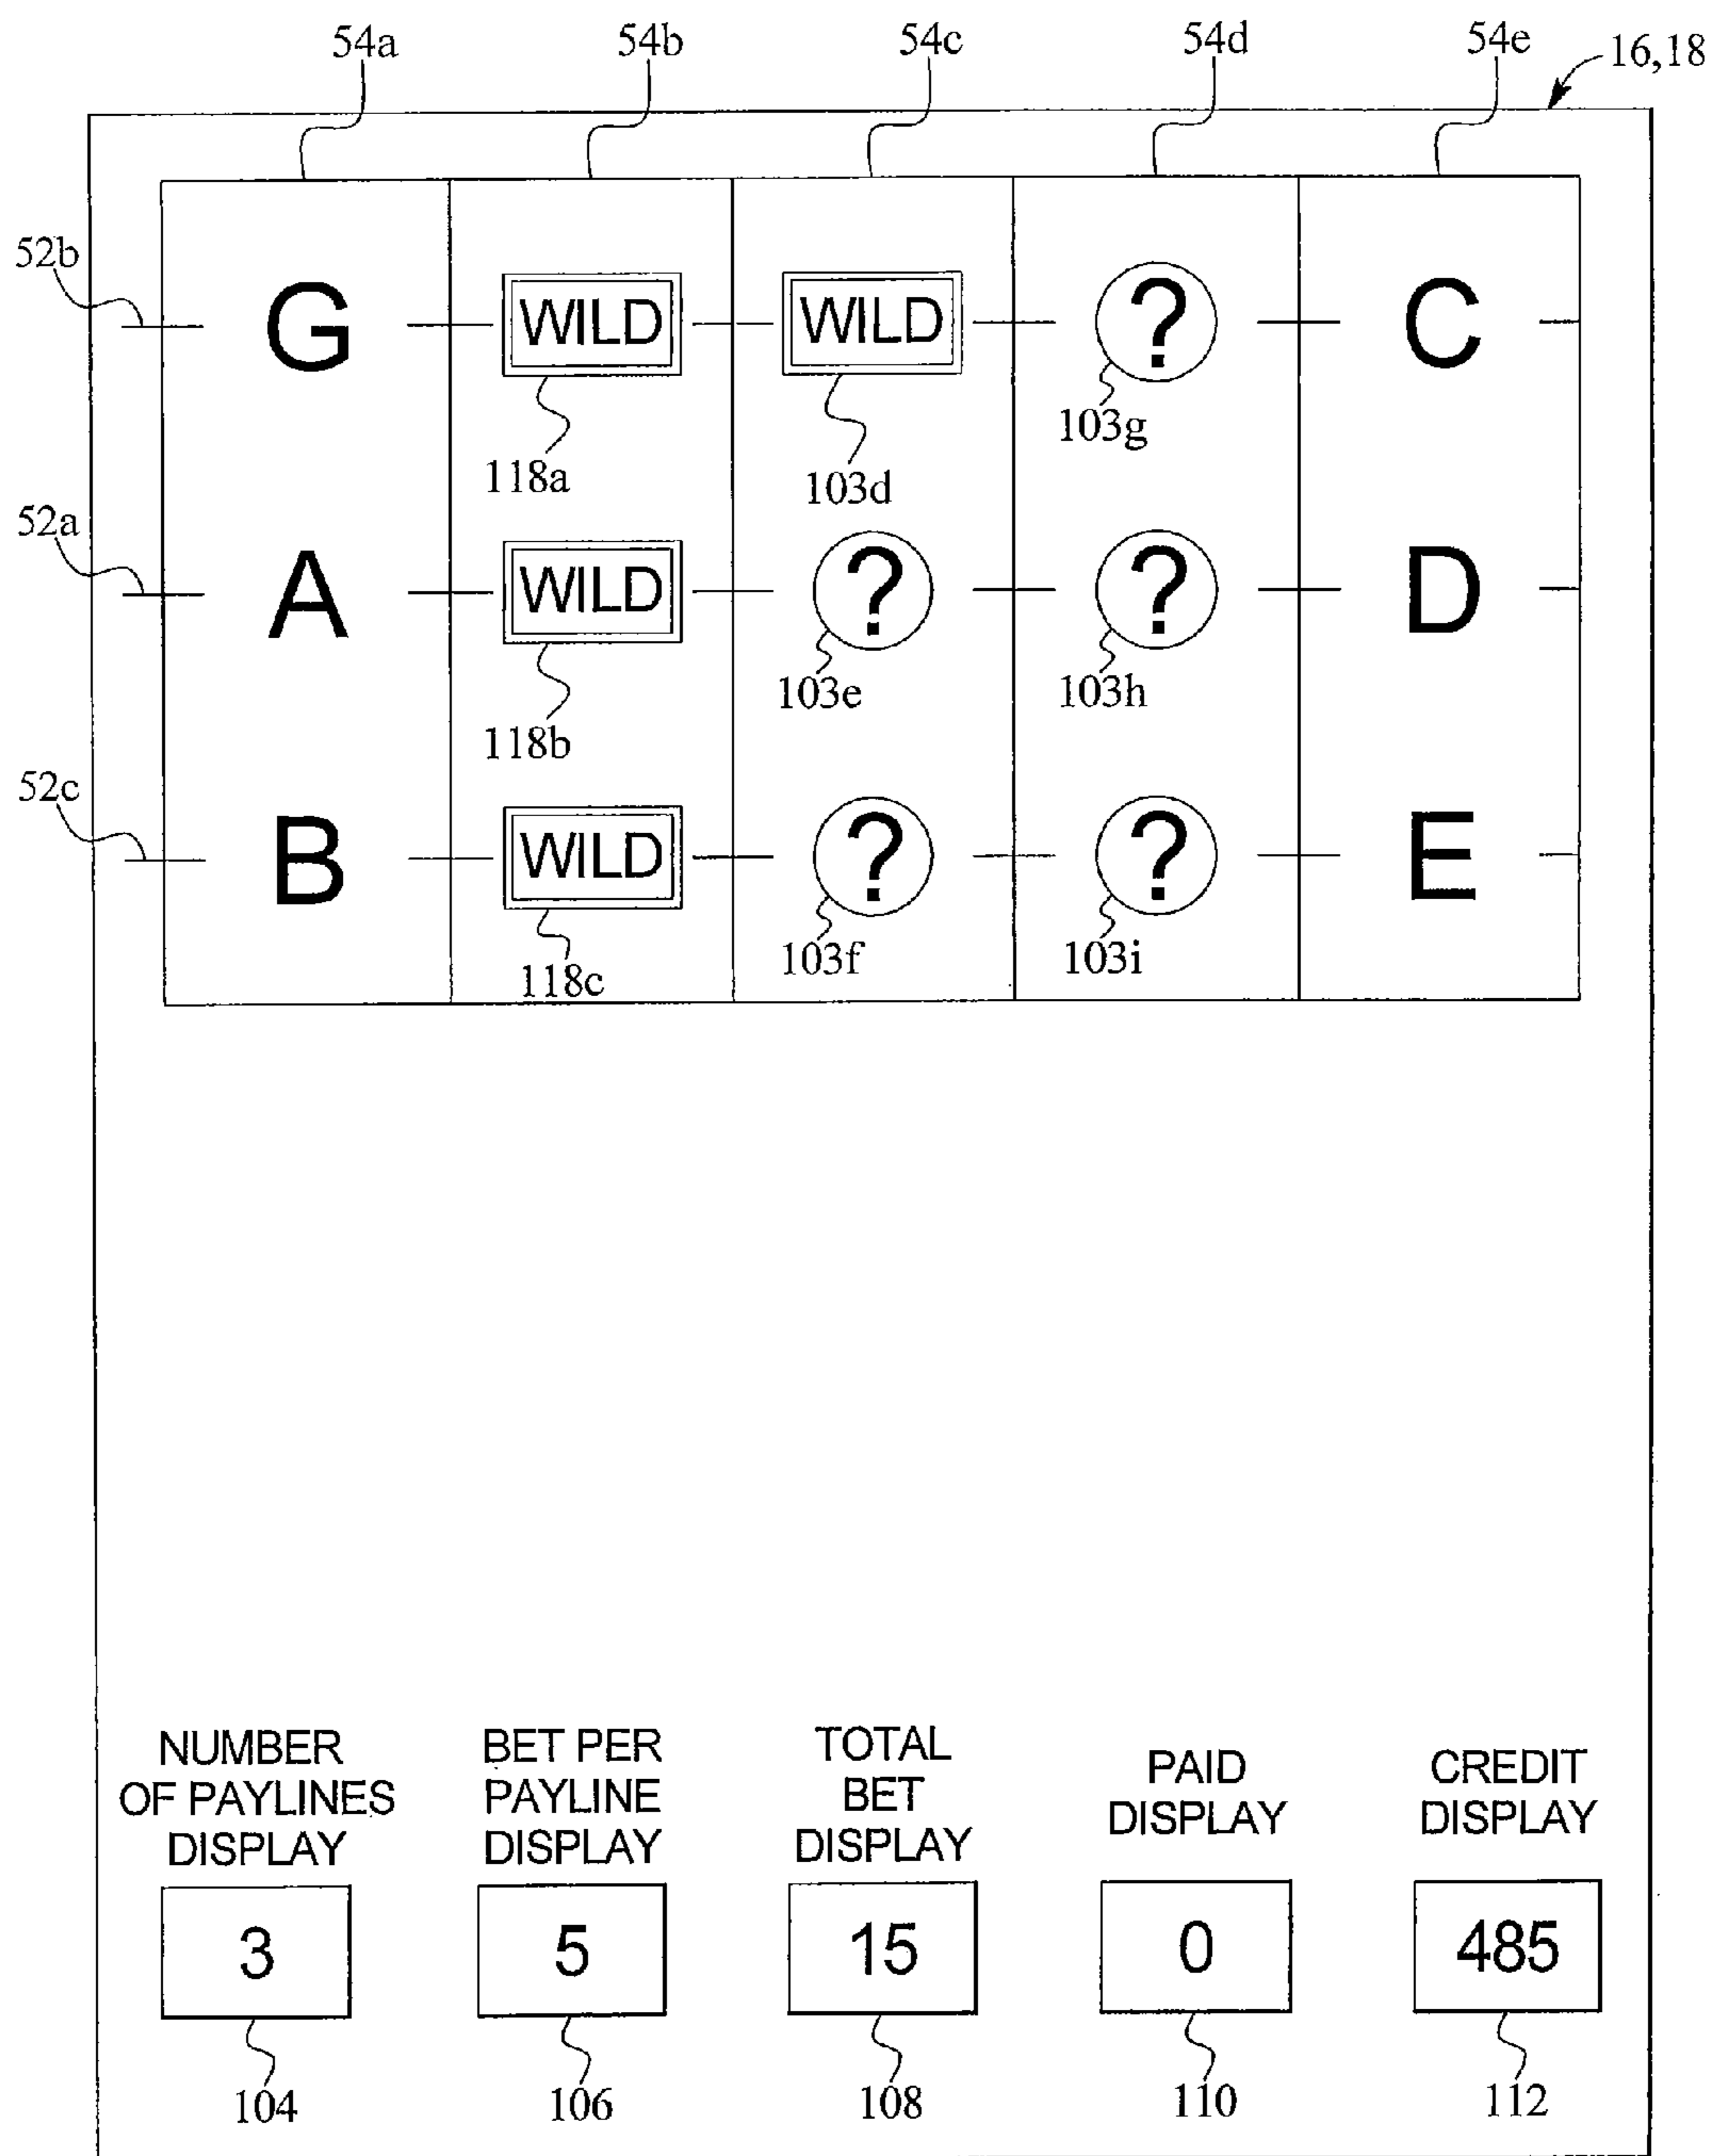 54a 54b 54c 54d 54e 16,18
52b G WILD WILD ? C
103g
118a 103d
52a A WILD ? ? D
103e 103h
118b
52c B WILD ? ? E
103f 103i
118c
NUMBER
OF PAYLINES
DISPLAY
BET PER
PAYLINE
DISPLAY
TOTAL
BET
DISPLAY
PAID
DISPLAY
CREDIT
DISPLAY
3 5 15 0 485
104 106 108 110 112